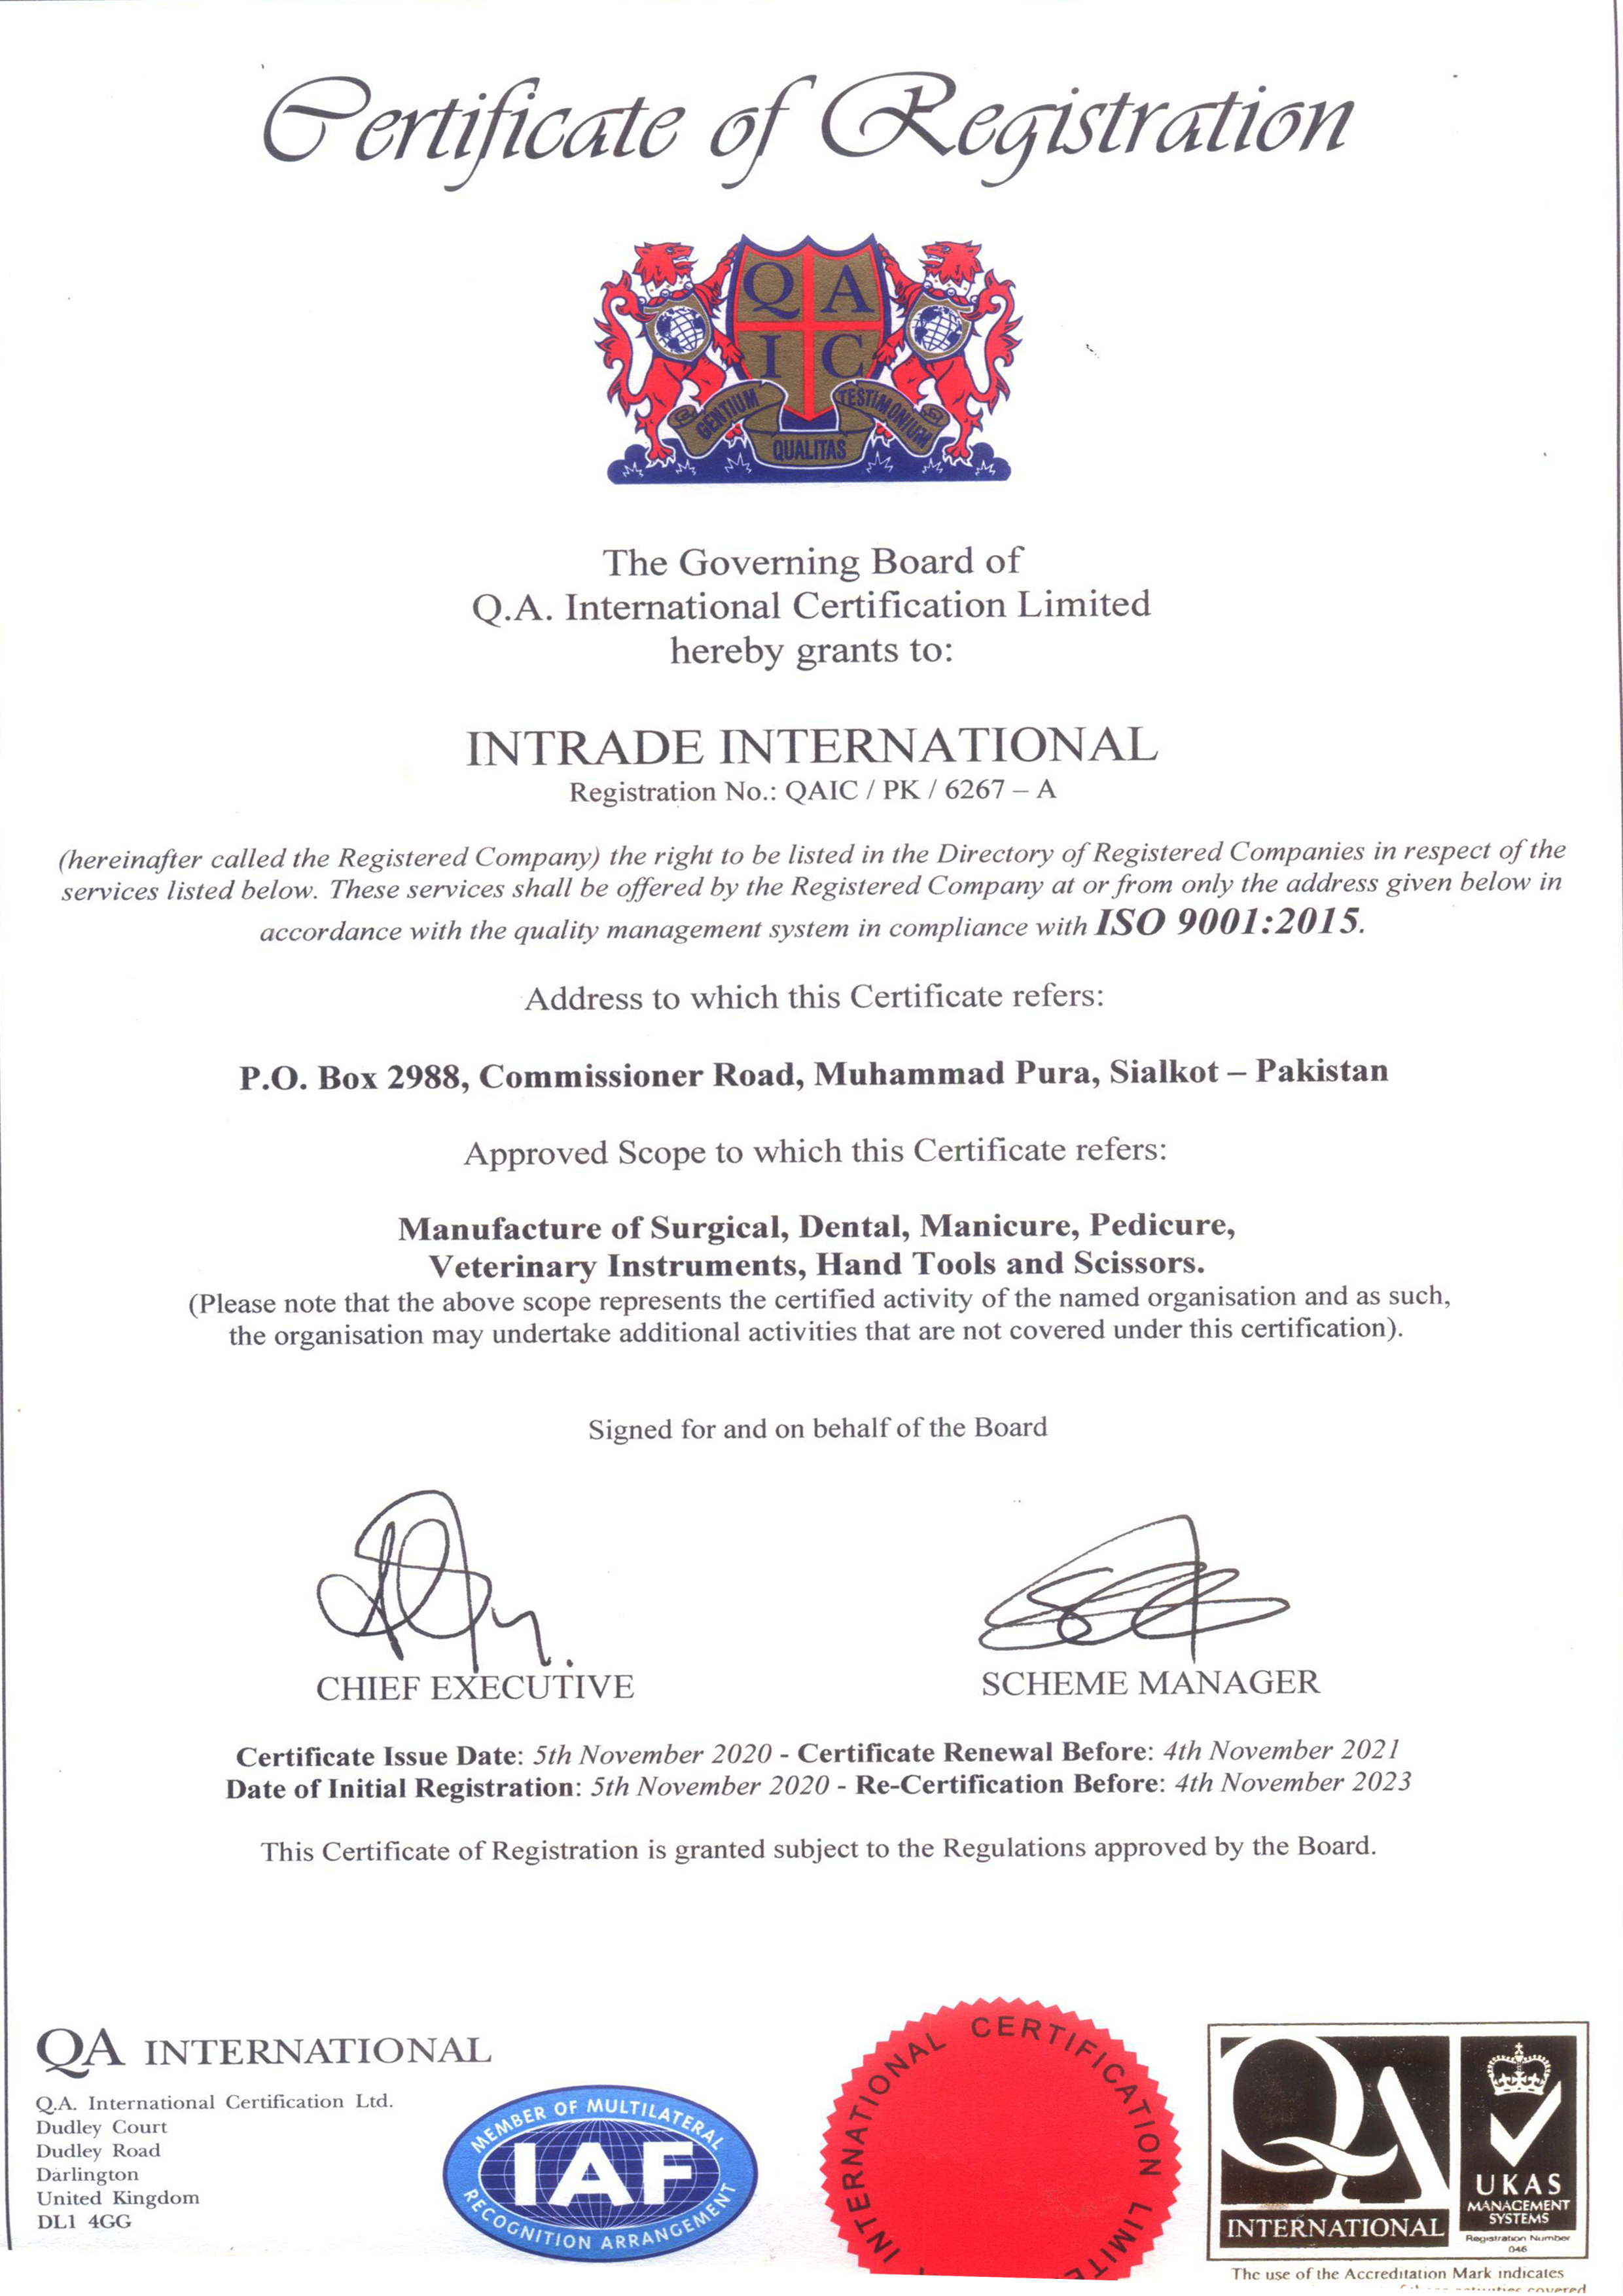 Certificate of Registration
Q A
I C
GENTIUM QUALITAS TESTIMONIUM
The Governing Board of
Q.A. International Certification Limited
hereby grants to:
INTRADE INTERNATIONAL
Registration No.: QAIC / PK / 6267 – A
(hereinafter called the Registered Company) the right to be listed in the Directory of Registered Companies in respect of the
services listed below. These services shall be offered by the Registered Company at or from only the address given below in
accordance with the quality management system in compliance with ISO 9001:2015.
Address to which this Certificate refers:
P.O. Box 2988, Commissioner Road, Muhammad Pura, Sialkot – Pakistan
Approved Scope to which this Certificate refers:
Manufacture of Surgical, Dental, Manicure, Pedicure,
Veterinary Instruments, Hand Tools and Scissors.
(Please note that the above scope represents the certified activity of the named organisation and as such,
the organisation may undertake additional activities that are not covered under this certification).
Signed for and on behalf of the Board
CHIEF EXECUTIVE
SCHEME MANAGER
Certificate Issue Date: 5th November 2020 - Certificate Renewal Before: 4th November 2021
Date of Initial Registration: 5th November 2020 - Re-Certification Before: 4th November 2023
This Certificate of Registration is granted subject to the Regulations approved by the Board.
QA INTERNATIONAL
Q.A. International Certification Ltd.
Dudley Court
Dudley Road
Darlington
United Kingdom
DL1 4GG
MEMBER OF MULTILATERAL
IAF
RECOGNITION ARRANGEMENT
INTERNATIONAL CERTIFICATION LIMITE
QA
INTERNATIONAL
UKAS
MANAGEMENT
SYSTEMS
Registration Number
046
The use of the Accreditation Mark indicates
covered